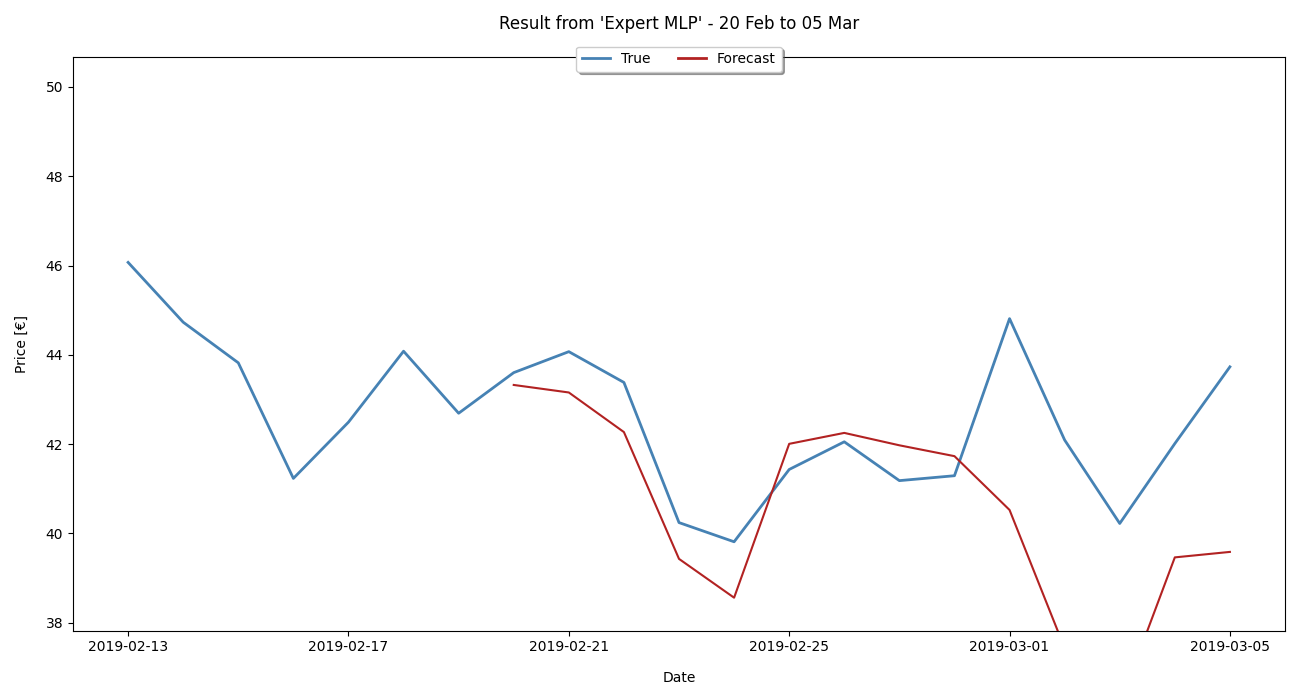 Result from 'Expert MLP' - 20 Feb to 05 Mar
True Forecast
50
48
46
44
42
40
38
Price [€]
2019-02-13 2019-02-17 2019-02-21 2019-02-25 2019-03-01 2019-03-05
Date